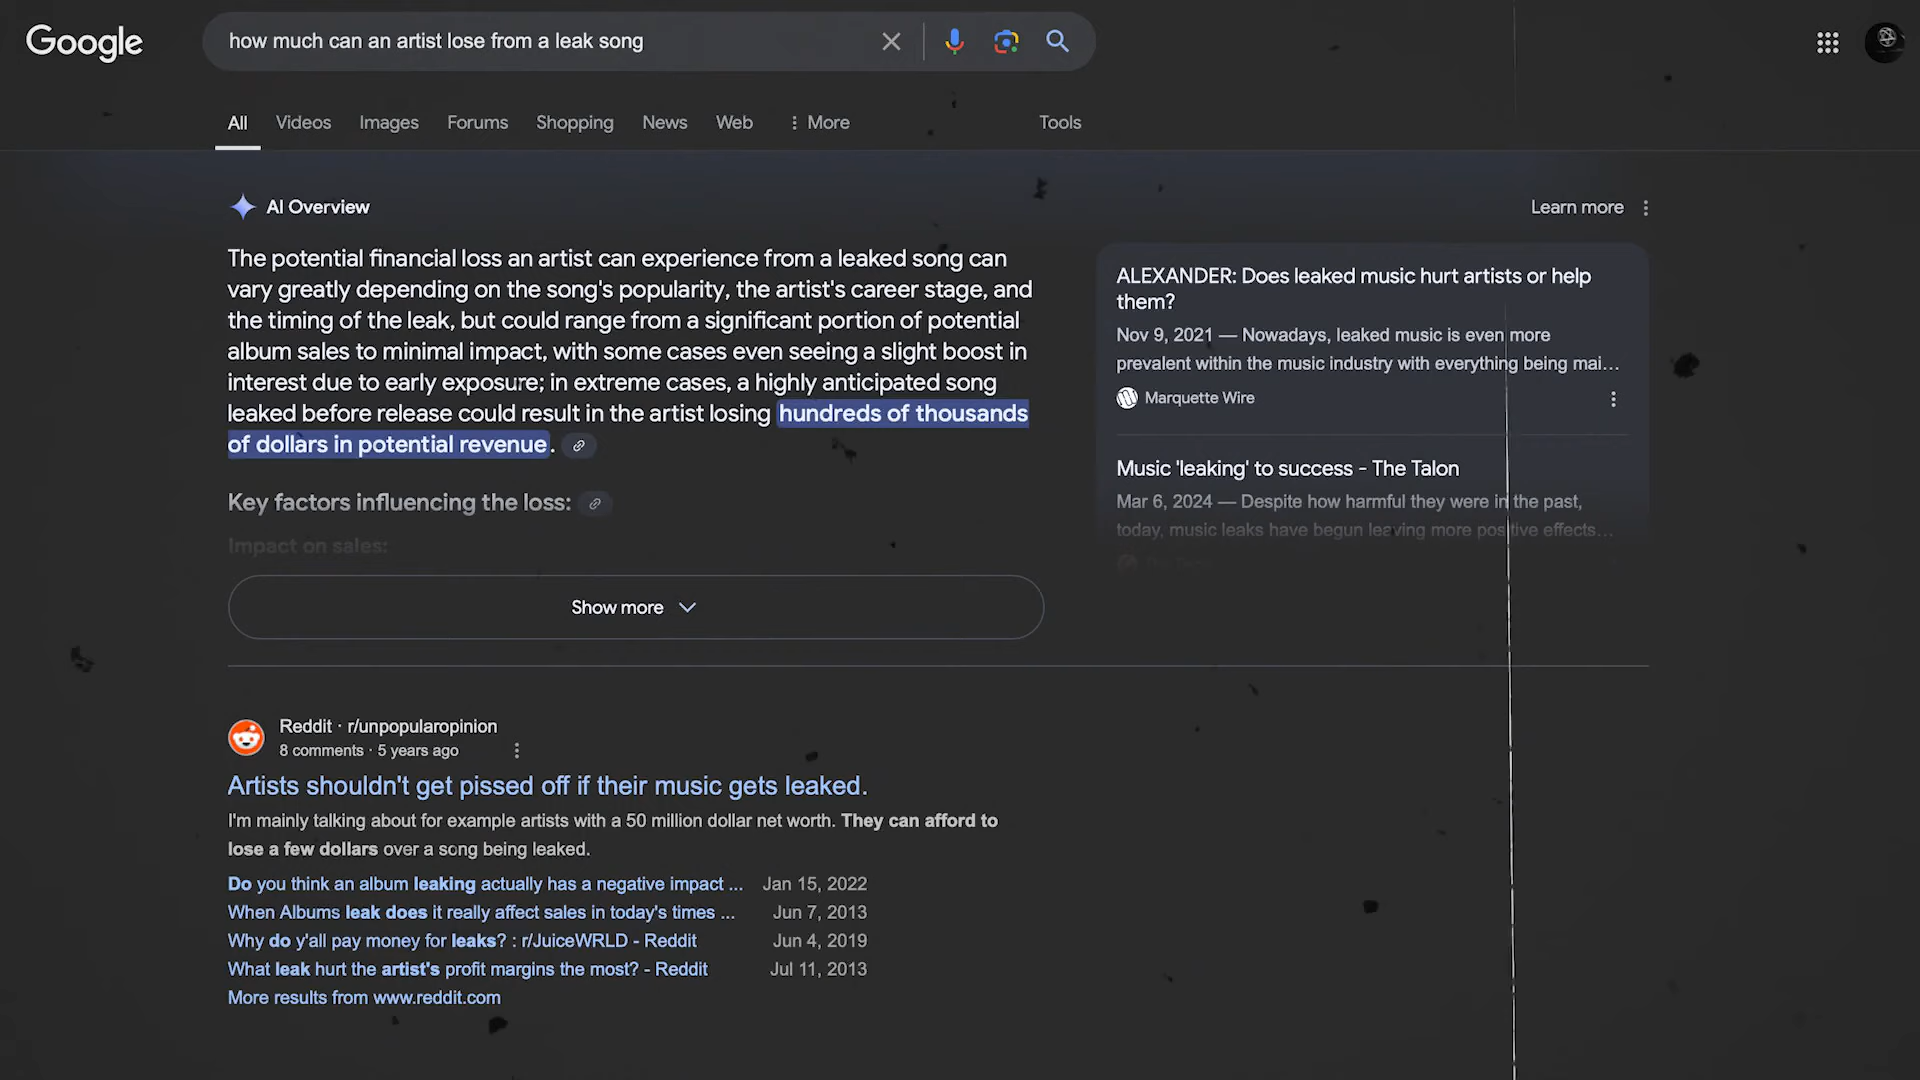 Google
how much can an artist lose from a leak song
All Videos Images Forums Shopping News Web More Tools
AI Overview
Learn more
The potential financial loss an artist can experience from a leaked song can
vary greatly depending on the song's popularity, the artist's career stage, and
the timing of the leak, but could range from a significant portion of potential
album sales to minimal impact, with some cases even seeing a slight boost in
interest due to early exposure; in extreme cases, a highly anticipated song
leaked before release could result in the artist losing hundreds of thousands
of dollars in potential revenue.
Key factors influencing the loss:
Impact on sales:
Show more
ALEXANDER: Does leaked music hurt artists or help
them?
Nov 9, 2021 — Nowadays, leaked music is even more
prevalent within the music industry with everything being mai...
Marquette Wire
Music 'leaking' to success - The Talon
Mar 6, 2024 — Despite how harmful they were in the past,
today, music leaks have begun leaving more positive effects...
The Talon
Reddit · r/unpopularopinion
8 comments · 5 years ago
Artists shouldn't get pissed off if their music gets leaked.
I'm mainly talking about for example artists with a 50 million dollar net worth. They can afford to
lose a few dollars over a song being leaked.
Do you think an album leaking actually has a negative impact ... Jan 15, 2022
When Albums leak does it really affect sales in today's times ... Jun 7, 2013
Why do y'all pay money for leaks? : r/JuiceWRLD - Reddit Jun 4, 2019
What leak hurt the artist's profit margins the most? - Reddit Jul 11, 2013
More results from www.reddit.com